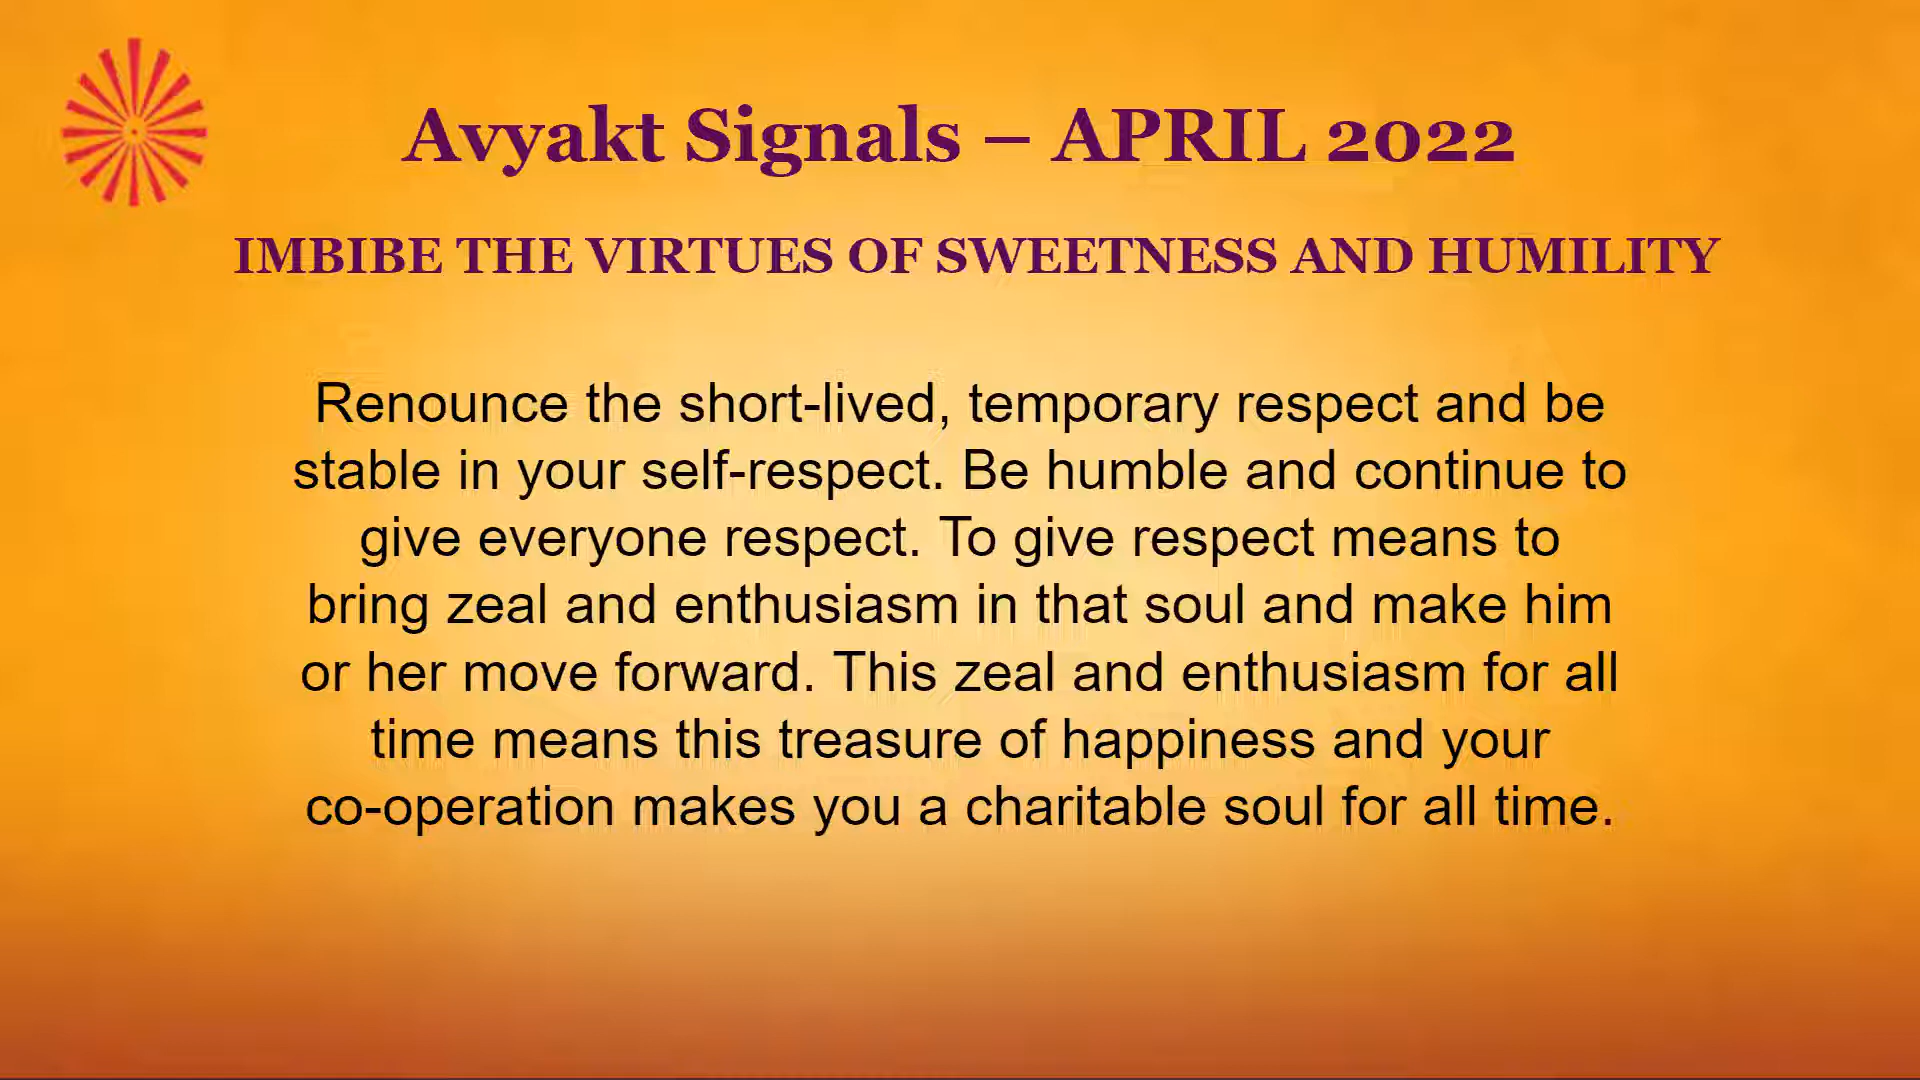 Avyakt Signals – APRIL 2022
IMBIBE THE VIRTUES OF SWEETNESS AND HUMILITY
Renounce the short-lived, temporary respect and be
stable in your self-respect. Be humble and continue to
give everyone respect. To give respect means to
bring zeal and enthusiasm in that soul and make him
or her move forward. This zeal and enthusiasm for all
time means this treasure of happiness and your
co-operation makes you a charitable soul for all time.